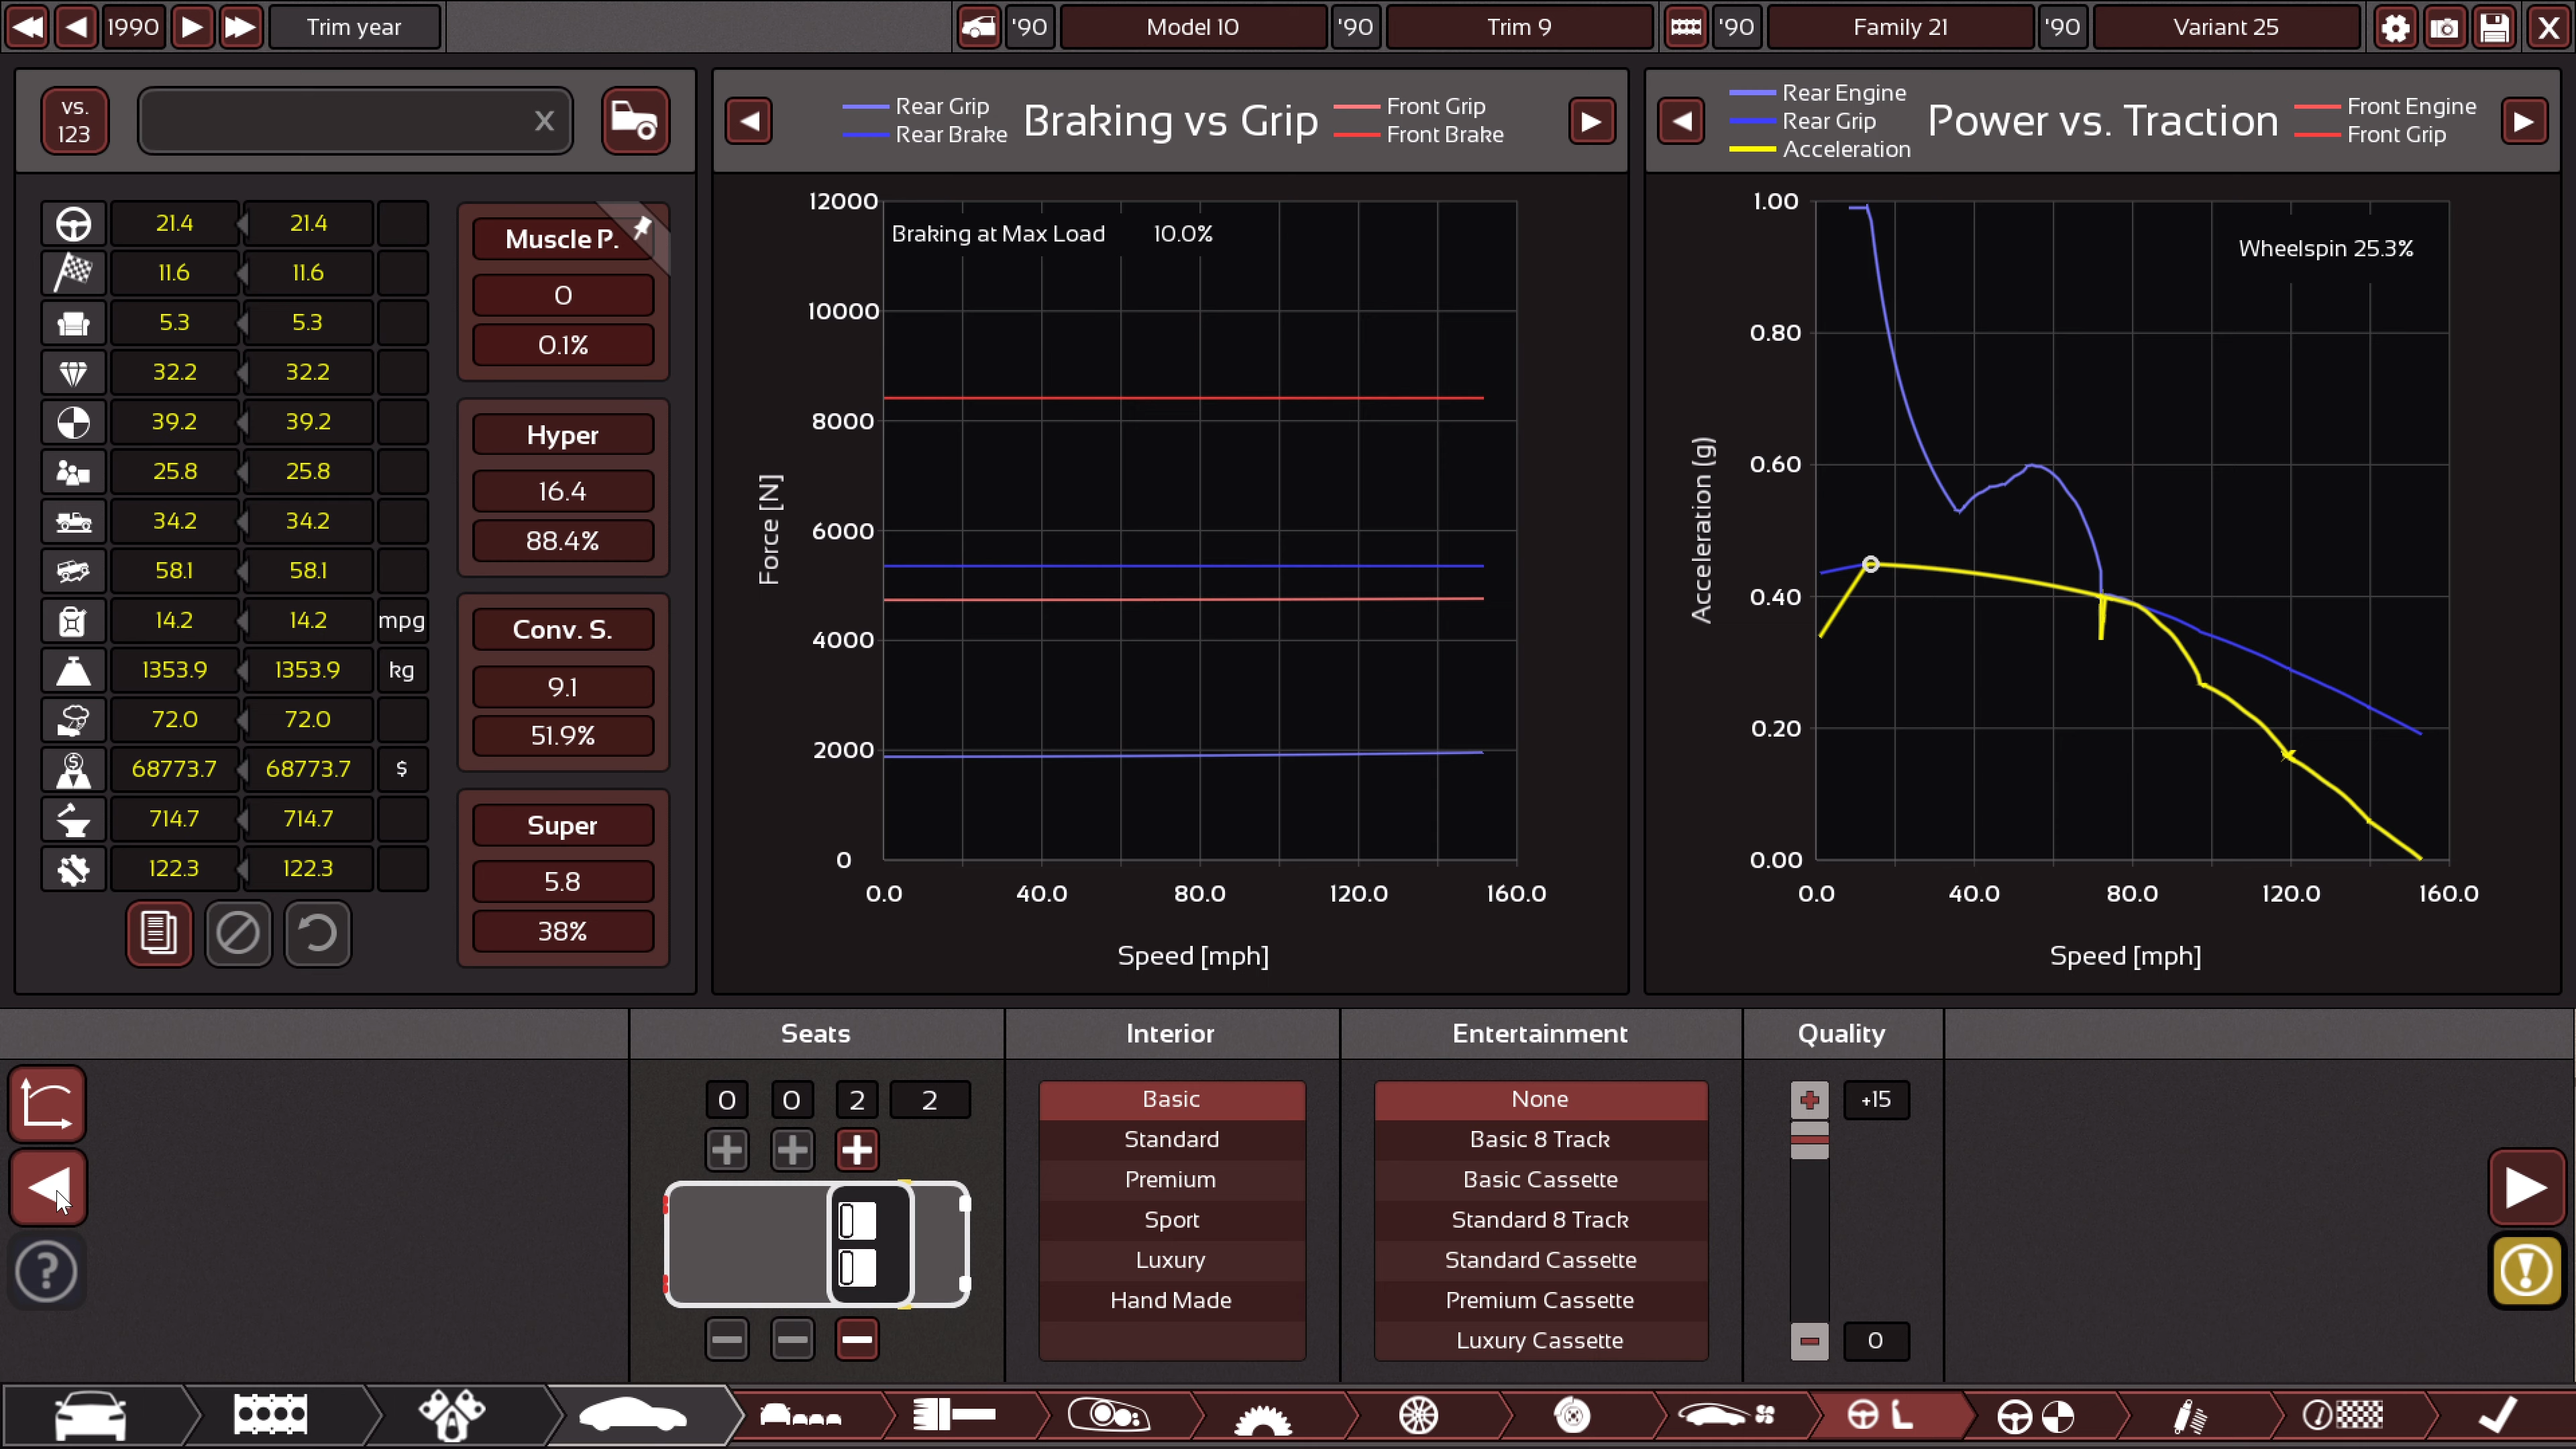 1990 Trim year '90 Model 10 '90 Trim 9 '90 Family 21 '90 Variant 25 X
vs.
123
X
21.4 21.4
11.6 11.6
5.3 5.3
32.2 32.2
39.2 39.2
25.8 25.8
34.2 34.2
58.1 58.1
14.2 14.2 mpg
1353.9 1353.9 kg
72.0 72.0
68773.7 68773.7 $
714.7 714.7
122.3 122.3
Muscle P.
0
0.1%
Hyper
16.4
88.4%
Conv. S.
9.1
51.9%
Super
5.8
38%
Rear Grip
Rear Brake
Braking vs Grip
Front Grip
Front Brake
12000
10000
8000
6000
4000
2000
0
Force [N]
Braking at Max Load 10.0%
0.0 40.0 80.0 120.0 160.0
Speed [mph]
Rear Engine
Rear Grip
Acceleration
Power vs. Traction
Front Engine
Front Grip
1.00
0.80
0.60
0.40
0.20
0.00
Acceleration (g)
Wheelspin 25.3%
0.0 40.0 80.0 120.0 160.0
Speed [mph]
Seats
0 0 2 2
Interior
Basic
Standard
Premium
Sport
Luxury
Hand Made
Entertainment
None
Basic 8 Track
Basic Cassette
Standard 8 Track
Standard Cassette
Premium Cassette
Luxury Cassette
Quality
+15
0
?
!